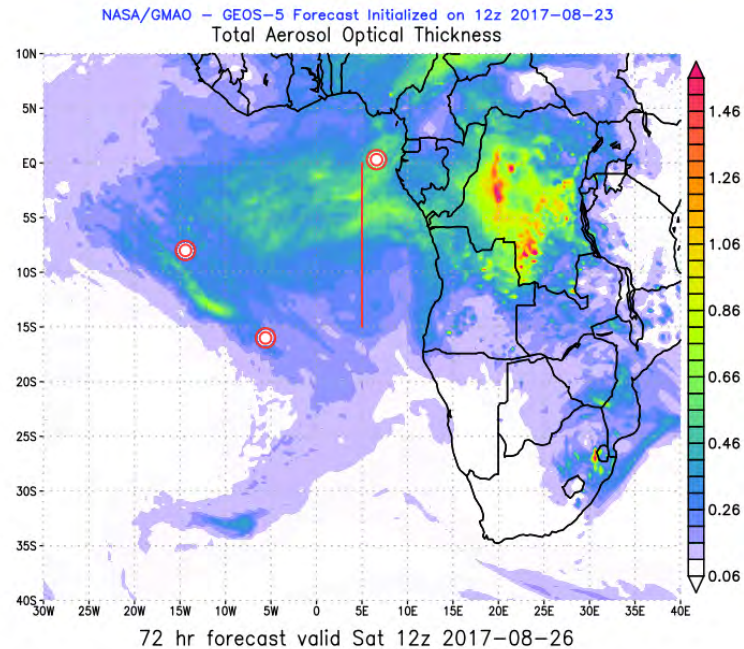 NASA/GMAO - GEOS-5 Forecast Initialized on 12z 2017-08-23
Total Aerosol Optical Thickness
10N
5N
EQ
5S
10S
15S
20S
25S
30S
35S
40S
30W 25W 20W 15W 10W 5W 0 5E 10E 15E 20E 25E 30E 35E 40E
1.46
1.26
1.06
0.86
0.66
0.46
0.26
0.06
72 hr forecast valid Sat 12z 2017-08-26